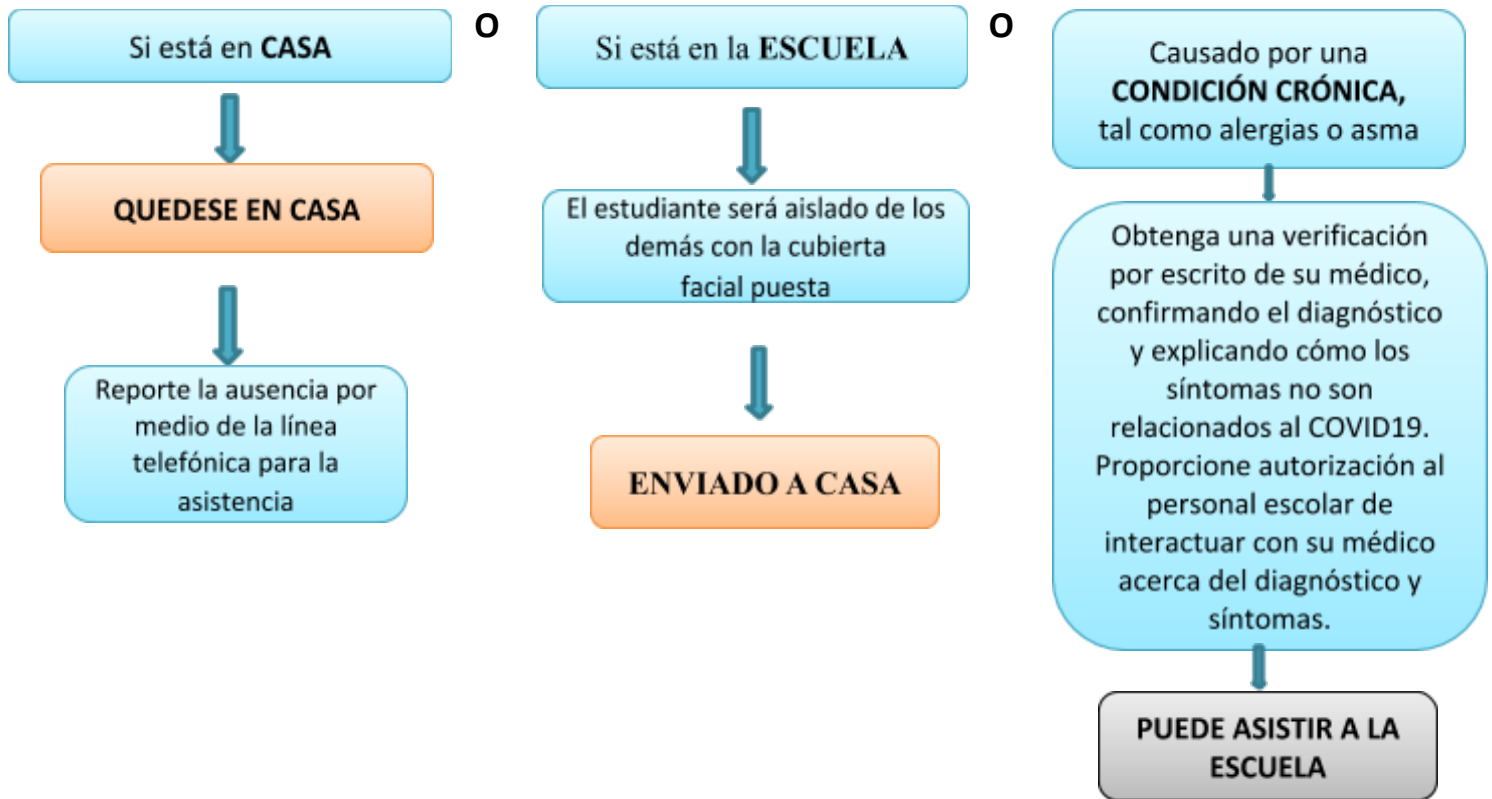 Si está en CASA
QUEDESE EN CASA
Reporte la ausencia por
medio de la línea
telefónica para la
asistencia
O
Si está en la ESCUELA
El estudiante será aislado de los
demás con la cubierta
facial puesta
ENVIADO A CASA
O
Causado por una
CONDICIÓN CRÓNICA,
tal como alergias o asma
Obtenga una verificación
por escrito de su médico,
confirmando el diagnóstico
y explicando cómo los
síntomas no son
relacionados al COVID19.
Proporcione autorización al
personal escolar de
interactuar con su médico
acerca del diagnóstico y
síntomas.
PUEDE ASISTIR A LA
ESCUELA